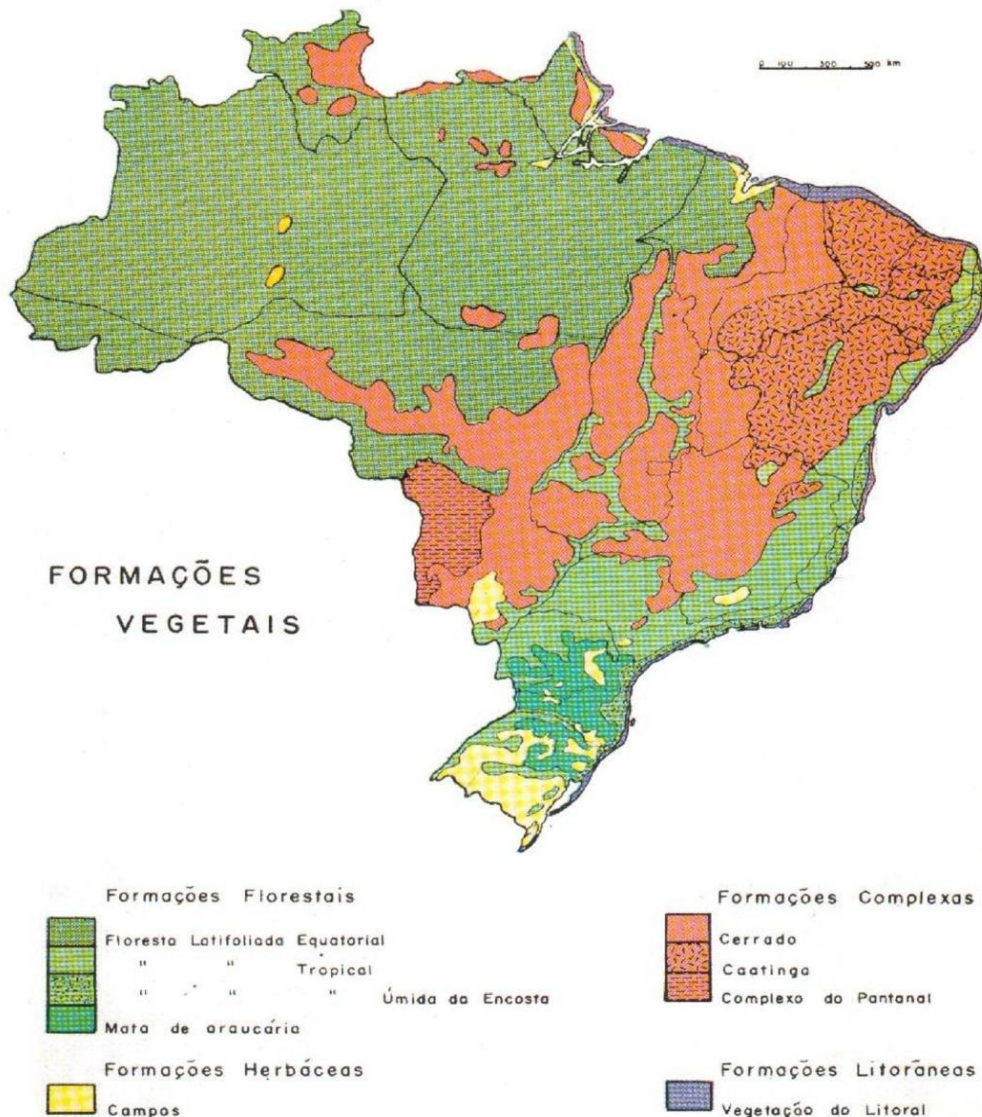 0 100 300 500 km
FORMAÇÕES
VEGETAIS
Formações Florestais
Floresta Latifoliada Equatorial
" " Tropical
" " " Úmida da Encosta
Mata de araucária
Formações Herbáceas
Campos
Formações Complexas
Cerrado
Caatinga
Complexo do Pantanal
Formações Litorâneas
Vegetação do Litoral